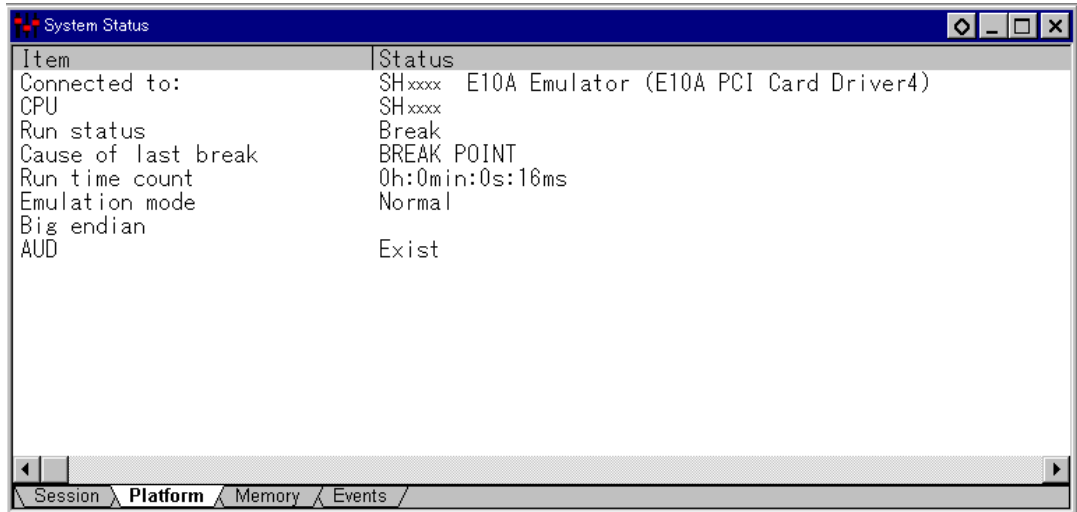 System Status
Item Status
Connected to: SHxxxx E10A Emulator (E10A PCI Card Driver4)
CPU SHxxxx
Run status Break
Cause of last break BREAK POINT
Run time count 0h:0min:0s:16ms
Emulation mode Normal
Big endian
AUD Exist
Session Platform Memory Events